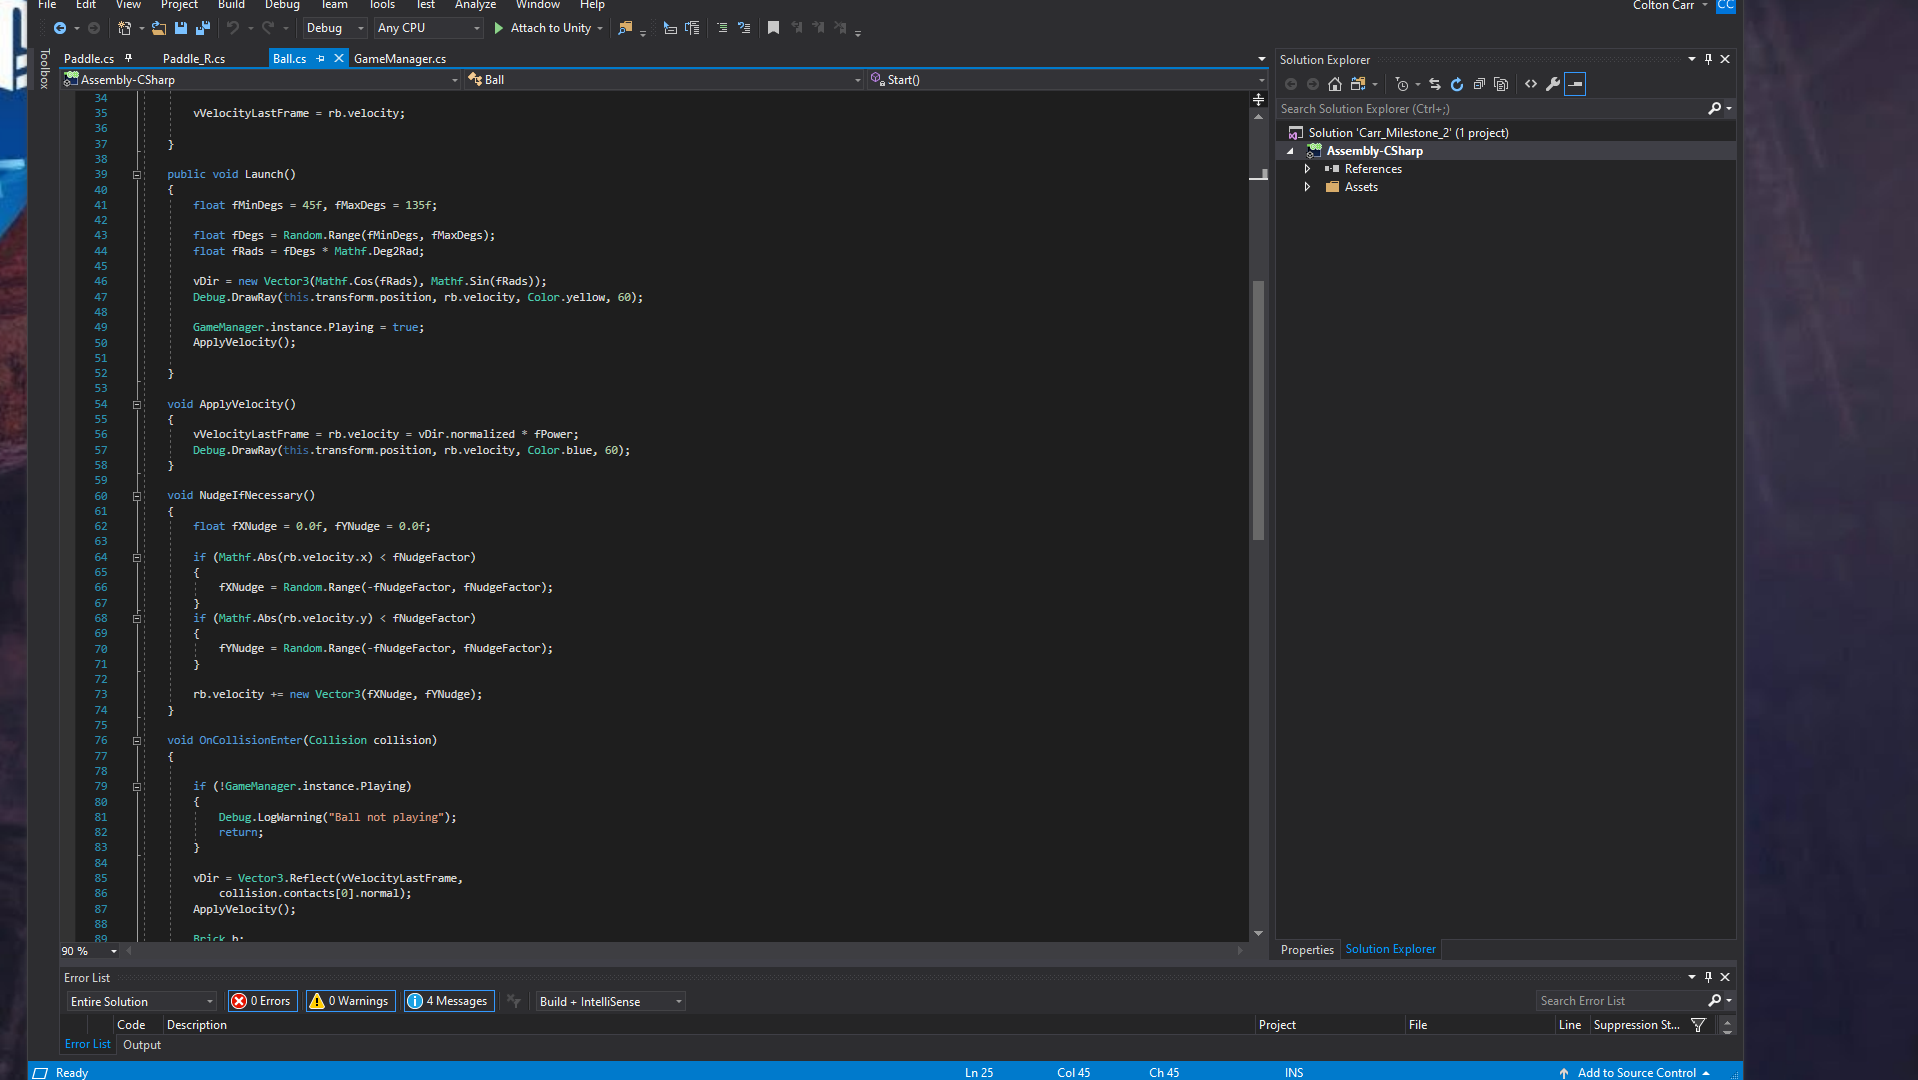 File Edit View Project Build Debug Team Tools Test Analyze Window Help
Colton Carr CC
Debug Any CPU Attach to Unity
Toolbox
Paddle.cs Paddle_R.cs Ball.cs GameManager.cs
Assembly-CSharp Ball Start()
34
35 vVelocityLastFrame = rb.velocity;
36
37 }
38
39 public void Launch()
40 {
41 float fMinDegs = 45f, fMaxDegs = 135f;
42
43 float fDegs = Random.Range(fMinDegs, fMaxDegs);
44 float fRads = fDegs * Mathf.Deg2Rad;
45
46 vDir = new Vector3(Mathf.Cos(fRads), Mathf.Sin(fRads));
47 Debug.DrawRay(this.transform.position, rb.velocity, Color.yellow, 60);
48
49 GameManager.instance.Playing = true;
50 ApplyVelocity();
51
52 }
53
54 void ApplyVelocity()
55 {
56 vVelocityLastFrame = rb.velocity = vDir.normalized * fPower;
57 Debug.DrawRay(this.transform.position, rb.velocity, Color.blue, 60);
58 }
59
60 void NudgeIfNecessary()
61 {
62 float fXNudge = 0.0f, fYNudge = 0.0f;
63
64 if (Mathf.Abs(rb.velocity.x) < fNudgeFactor)
65 {
66 fXNudge = Random.Range(-fNudgeFactor, fNudgeFactor);
67 }
68 if (Mathf.Abs(rb.velocity.y) < fNudgeFactor)
69 {
70 fYNudge = Random.Range(-fNudgeFactor, fNudgeFactor);
71 }
72
73 rb.velocity += new Vector3(fXNudge, fYNudge);
74 }
75
76 void OnCollisionEnter(Collision collision)
77 {
78
79 if (!GameManager.instance.Playing)
80 {
81 Debug.LogWarning("Ball not playing");
82 return;
83 }
84
85 vDir = Vector3.Reflect(vVelocityLastFrame,
86 collision.contacts[0].normal);
87 ApplyVelocity();
88
89 Brick b;
90 %
Solution Explorer
Search Solution Explorer (Ctrl+;)
Solution 'Carr_Milestone_2' (1 project)
Assembly-CSharp
References
Assets
Properties Solution Explorer
Error List
Entire Solution 0 Errors 0 Warnings 4 Messages Build + IntelliSense Search Error List
Code Description Project File Line Suppression St...
Error List Output
Ready Ln 25 Col 45 Ch 45 INS Add to Source Control